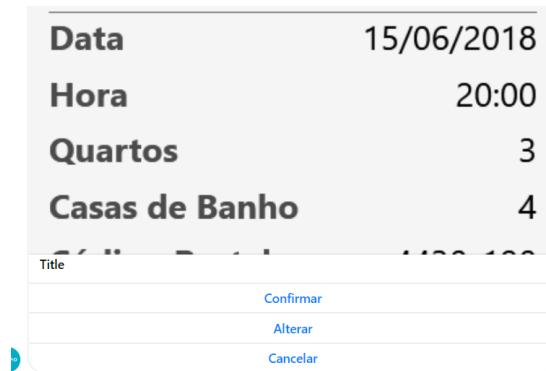 Data 15/06/2018
Hora 20:00
Quartos 3
Casas de Banho 4
Title
Confirmar
Alterar
Cancelar